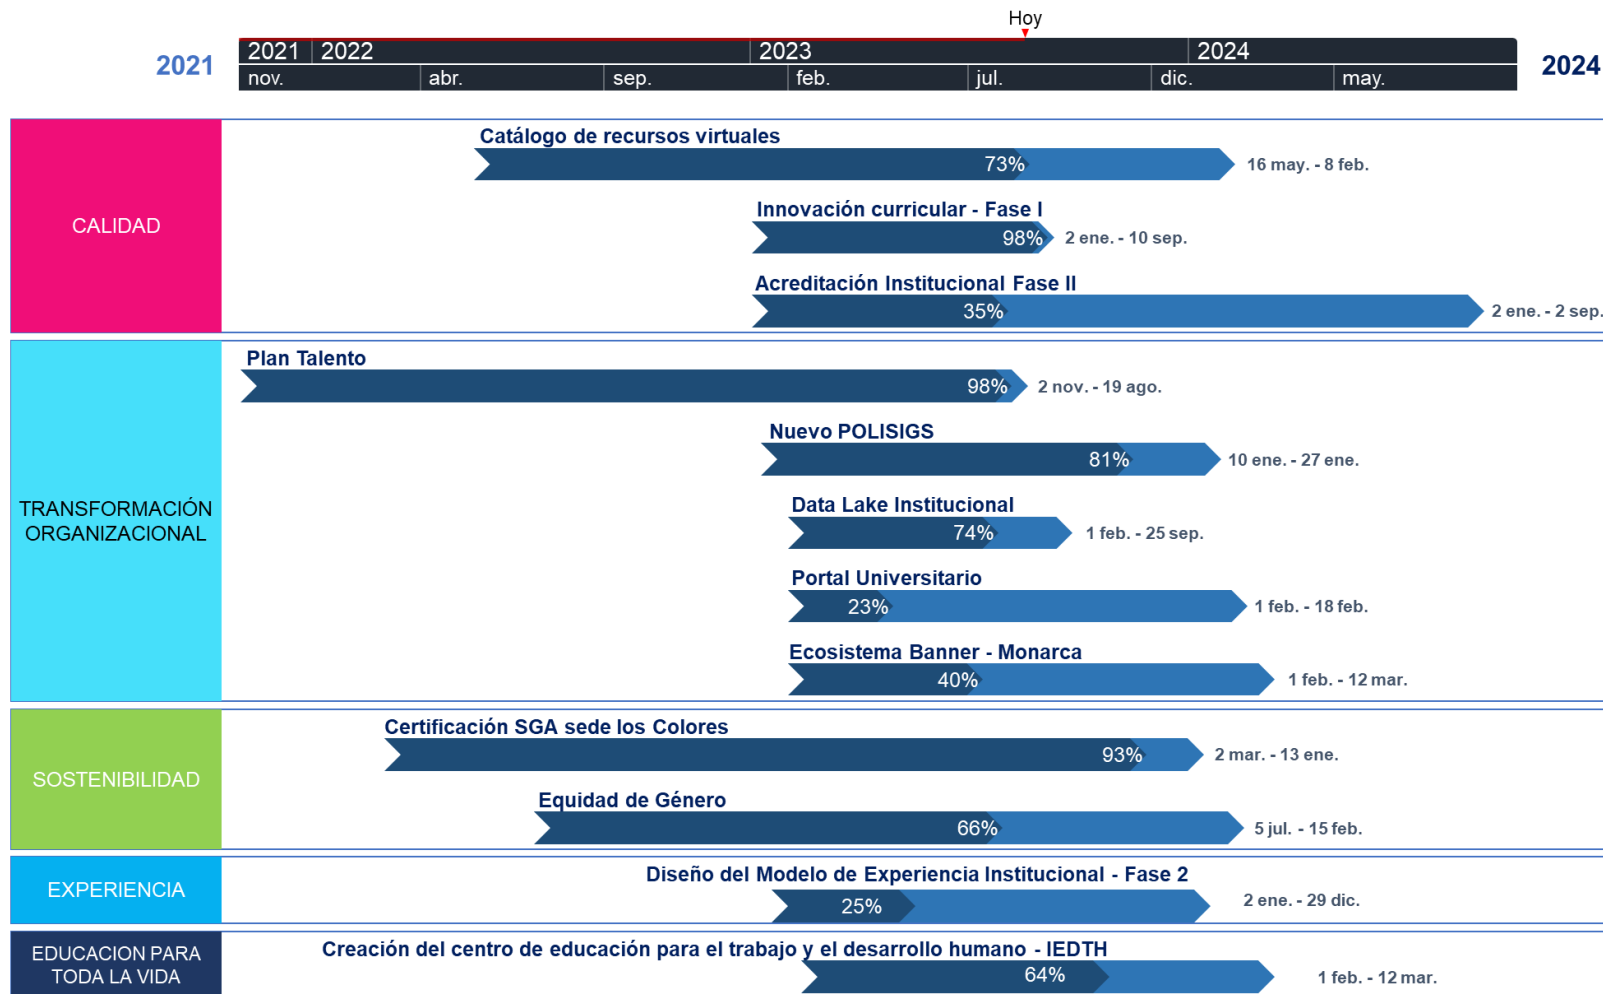 Hoy
2021
2021 2022 2023 2024
nov. abr. sep. feb. jul. dic. may.
2024
CALIDAD
Catálogo de recursos virtuales
73%
16 may. - 8 feb.
Innovación curricular - Fase I
98%
2 ene. - 10 sep.
Acreditación Institucional Fase II
35%
2 ene. - 2 sep.
TRANSFORMACIÓN
ORGANIZACIONAL
Plan Talento
98%
2 nov. - 19 ago.
Nuevo POLISIGS
81%
10 ene. - 27 ene.
Data Lake Institucional
74%
1 feb. - 25 sep.
Portal Universitario
23%
1 feb. - 18 feb.
Ecosistema Banner - Monarca
40%
1 feb. - 12 mar.
SOSTENIBILIDAD
Certificación SGA sede los Colores
93%
2 mar. - 13 ene.
Equidad de Género
66%
5 jul. - 15 feb.
EXPERIENCIA
Diseño del Modelo de Experiencia Institucional - Fase 2
25%
2 ene. - 29 dic.
EDUCACION PARA
TODA LA VIDA
Creación del centro de educación para el trabajo y el desarrollo humano - IEDTH
64%
1 feb. - 12 mar.